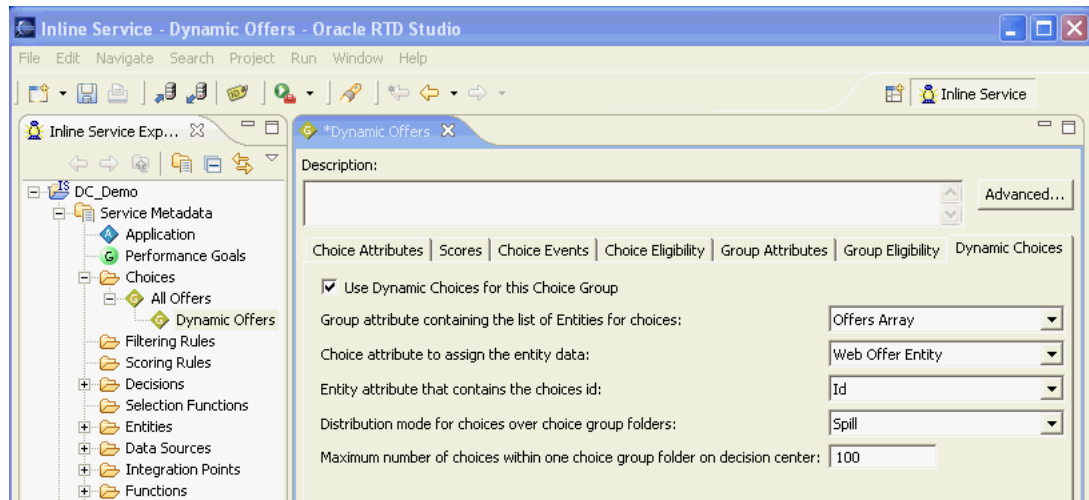 Inline Service - Dynamic Offers - Oracle RTD Studio
File Edit Navigate Search Project Run Window Help
Inline Service
Inline Service Exp...
*Dynamic Offers
DC_Demo
Service Metadata
Application
Performance Goals
Choices
All Offers
Dynamic Offers
Filtering Rules
Scoring Rules
Decisions
Selection Functions
Entities
Data Sources
Integration Points
Functions
Description:
Advanced...
Choice Attributes Scores Choice Events Choice Eligibility Group Attributes Group Eligibility Dynamic Choices
Use Dynamic Choices for this Choice Group
Group attribute containing the list of Entities for choices: Offers Array
Choice attribute to assign the entity data: Web Offer Entity
Entity attribute that contains the choices id: Id
Distribution mode for choices over choice group folders: Spill
Maximum number of choices within one choice group folder on decision center: 100